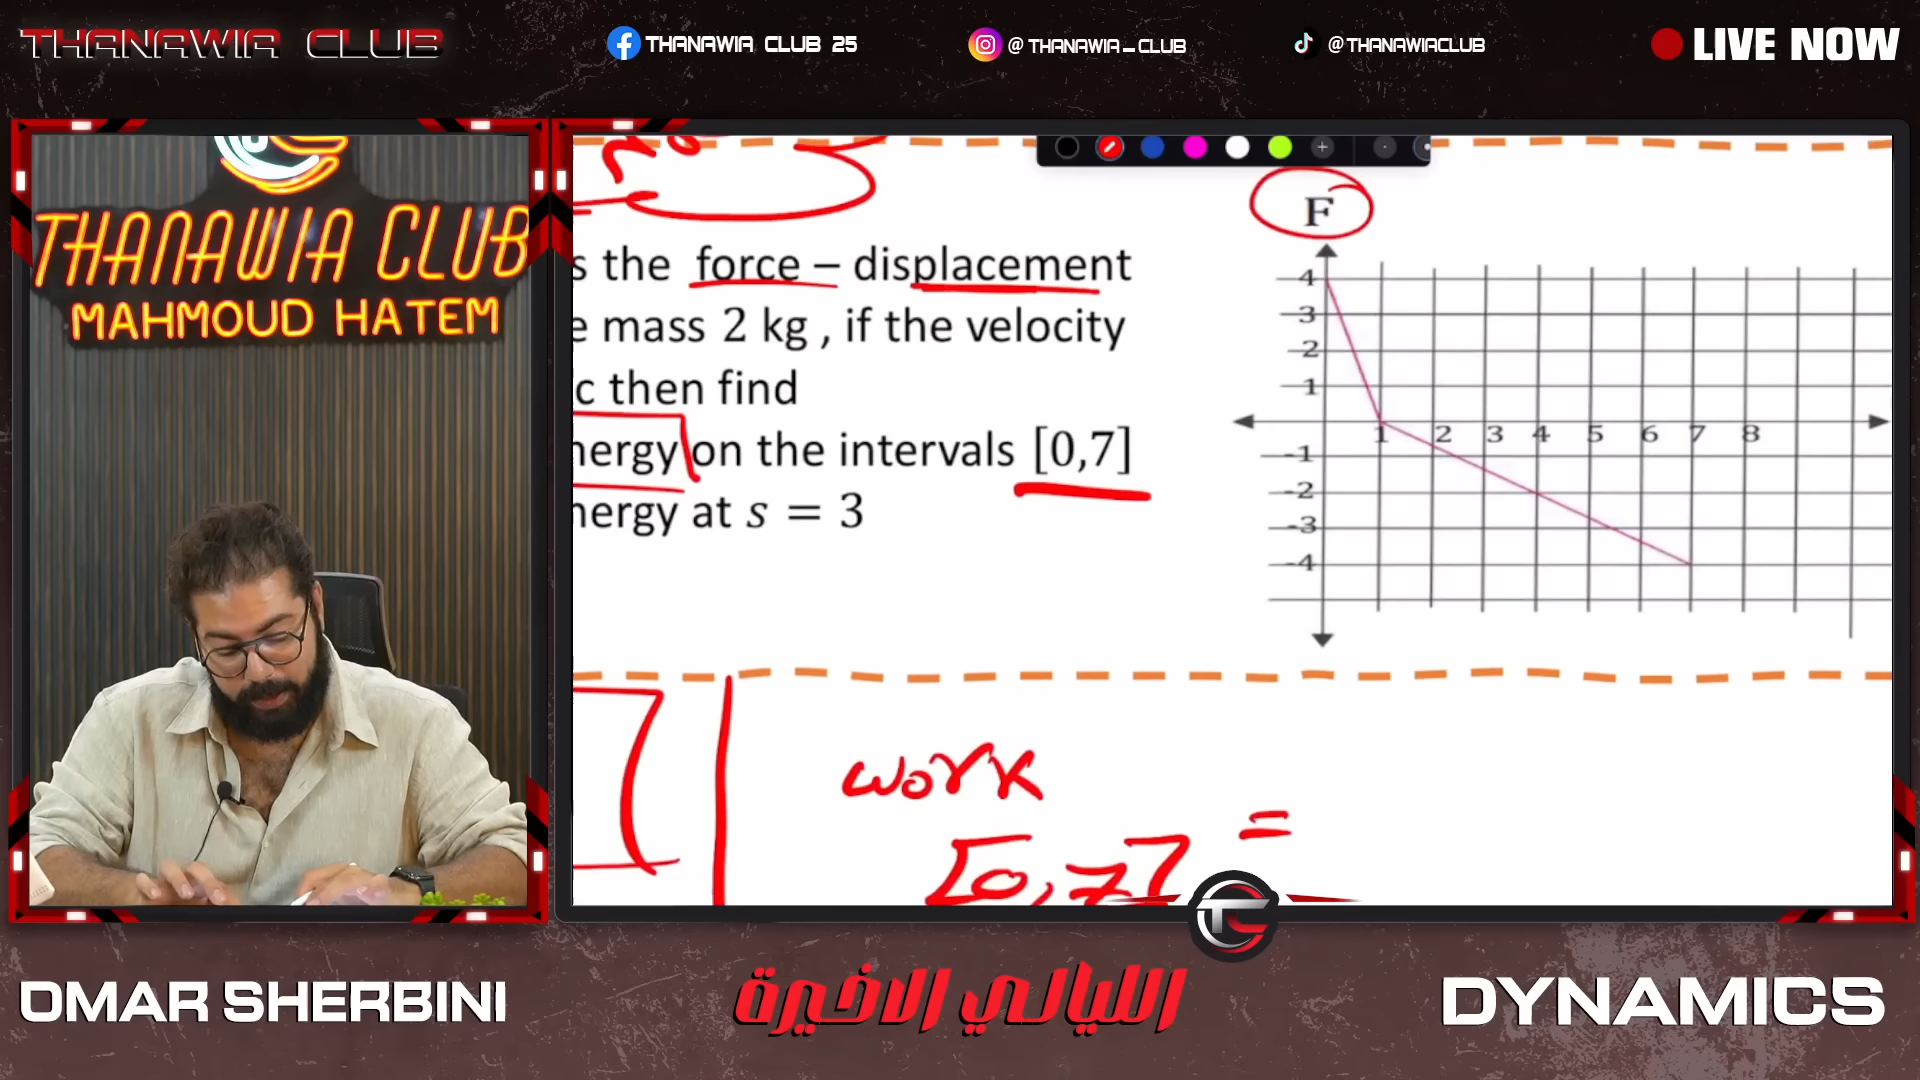 THANAWIA CLUB
THANAWIA CLUB 25
@THANAWIA_CLUB
@THANAWIACLUB
LIVE NOW
THANAWIA CLUB
MAHMOUD HATEM
s the force – displacement
e mass 2 kg , if the velocity
c then find
nergy on the intervals [0,7]
nergy at s = 3
F
4
3
2
1
1 2 3 4 5 6 7 8
-1
-2
-3
-4
work
[0,7] =
TC
OMAR SHERBINI
الليالي الاخيرة
DYNAMICS